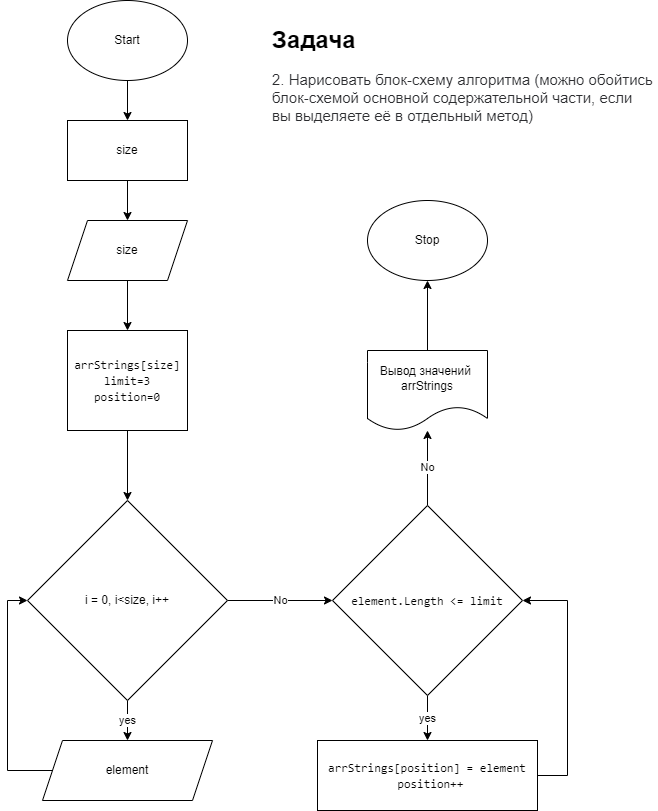 Start
Задача
2. Нарисовать блок-схему алгоритма (можно обойтись
блок-схемой основной содержательной части, если
вы выделяете её в отдельный метод)
size
size
Stop
arrStrings[size]
limit=3
position=0
Вывод значений
arrStrings
No
i = 0, i<size, i++
No
element.Length <= limit
yes
yes
element
arrStrings[position] = element
position++